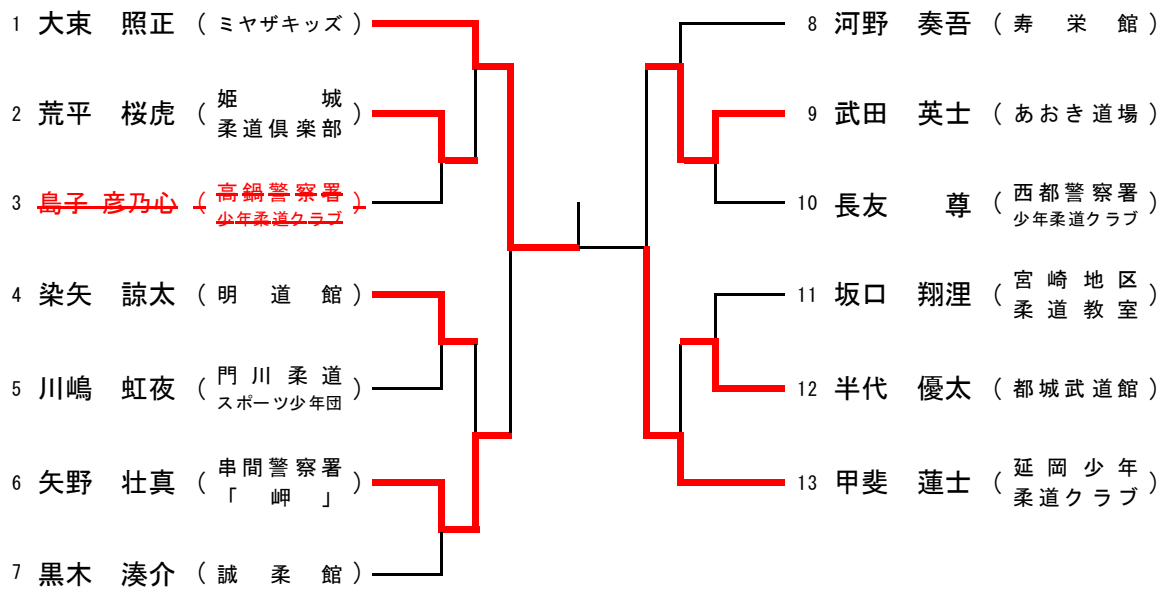 1 大束 照正 ( ミヤザキッズ )
2 荒平 桜虎 ( 姫城
柔道倶楽部 )
3 島子 彦乃心 ( 高鍋警察署
少年柔道クラブ )
4 染矢 諒太 ( 明道館 )
5 川嶋 虹夜 ( 門川柔道
スポーツ少年団 )
6 矢野 壮真 ( 串間警察署
「岬」 )
7 黒木 湊介 ( 誠柔館 )
8 河野 奏吾 ( 寿栄館 )
9 武田 英士 ( あおき道場 )
10 長友 尊 ( 西都警察署
少年柔道クラブ )
11 坂口 翔浬 ( 宮崎地区
柔道教室 )
12 半代 優太 ( 都城武道館 )
13 甲斐 蓮士 ( 延岡少年
柔道クラブ )